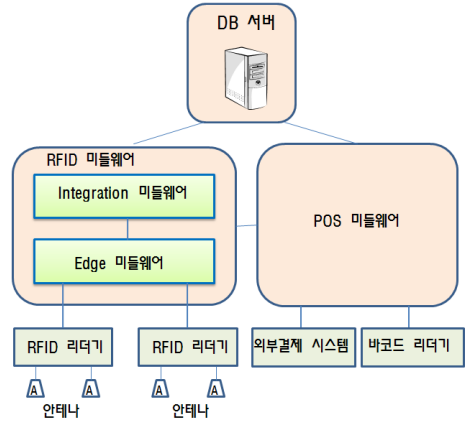 DB 서버
RFID 미들웨어
Integration 미들웨어
Edge 미들웨어
POS 미들웨어
RFID 리더기
RFID 리더기
외부결제 시스템
바코드 리더기
A
A
A
A
안테나
안테나